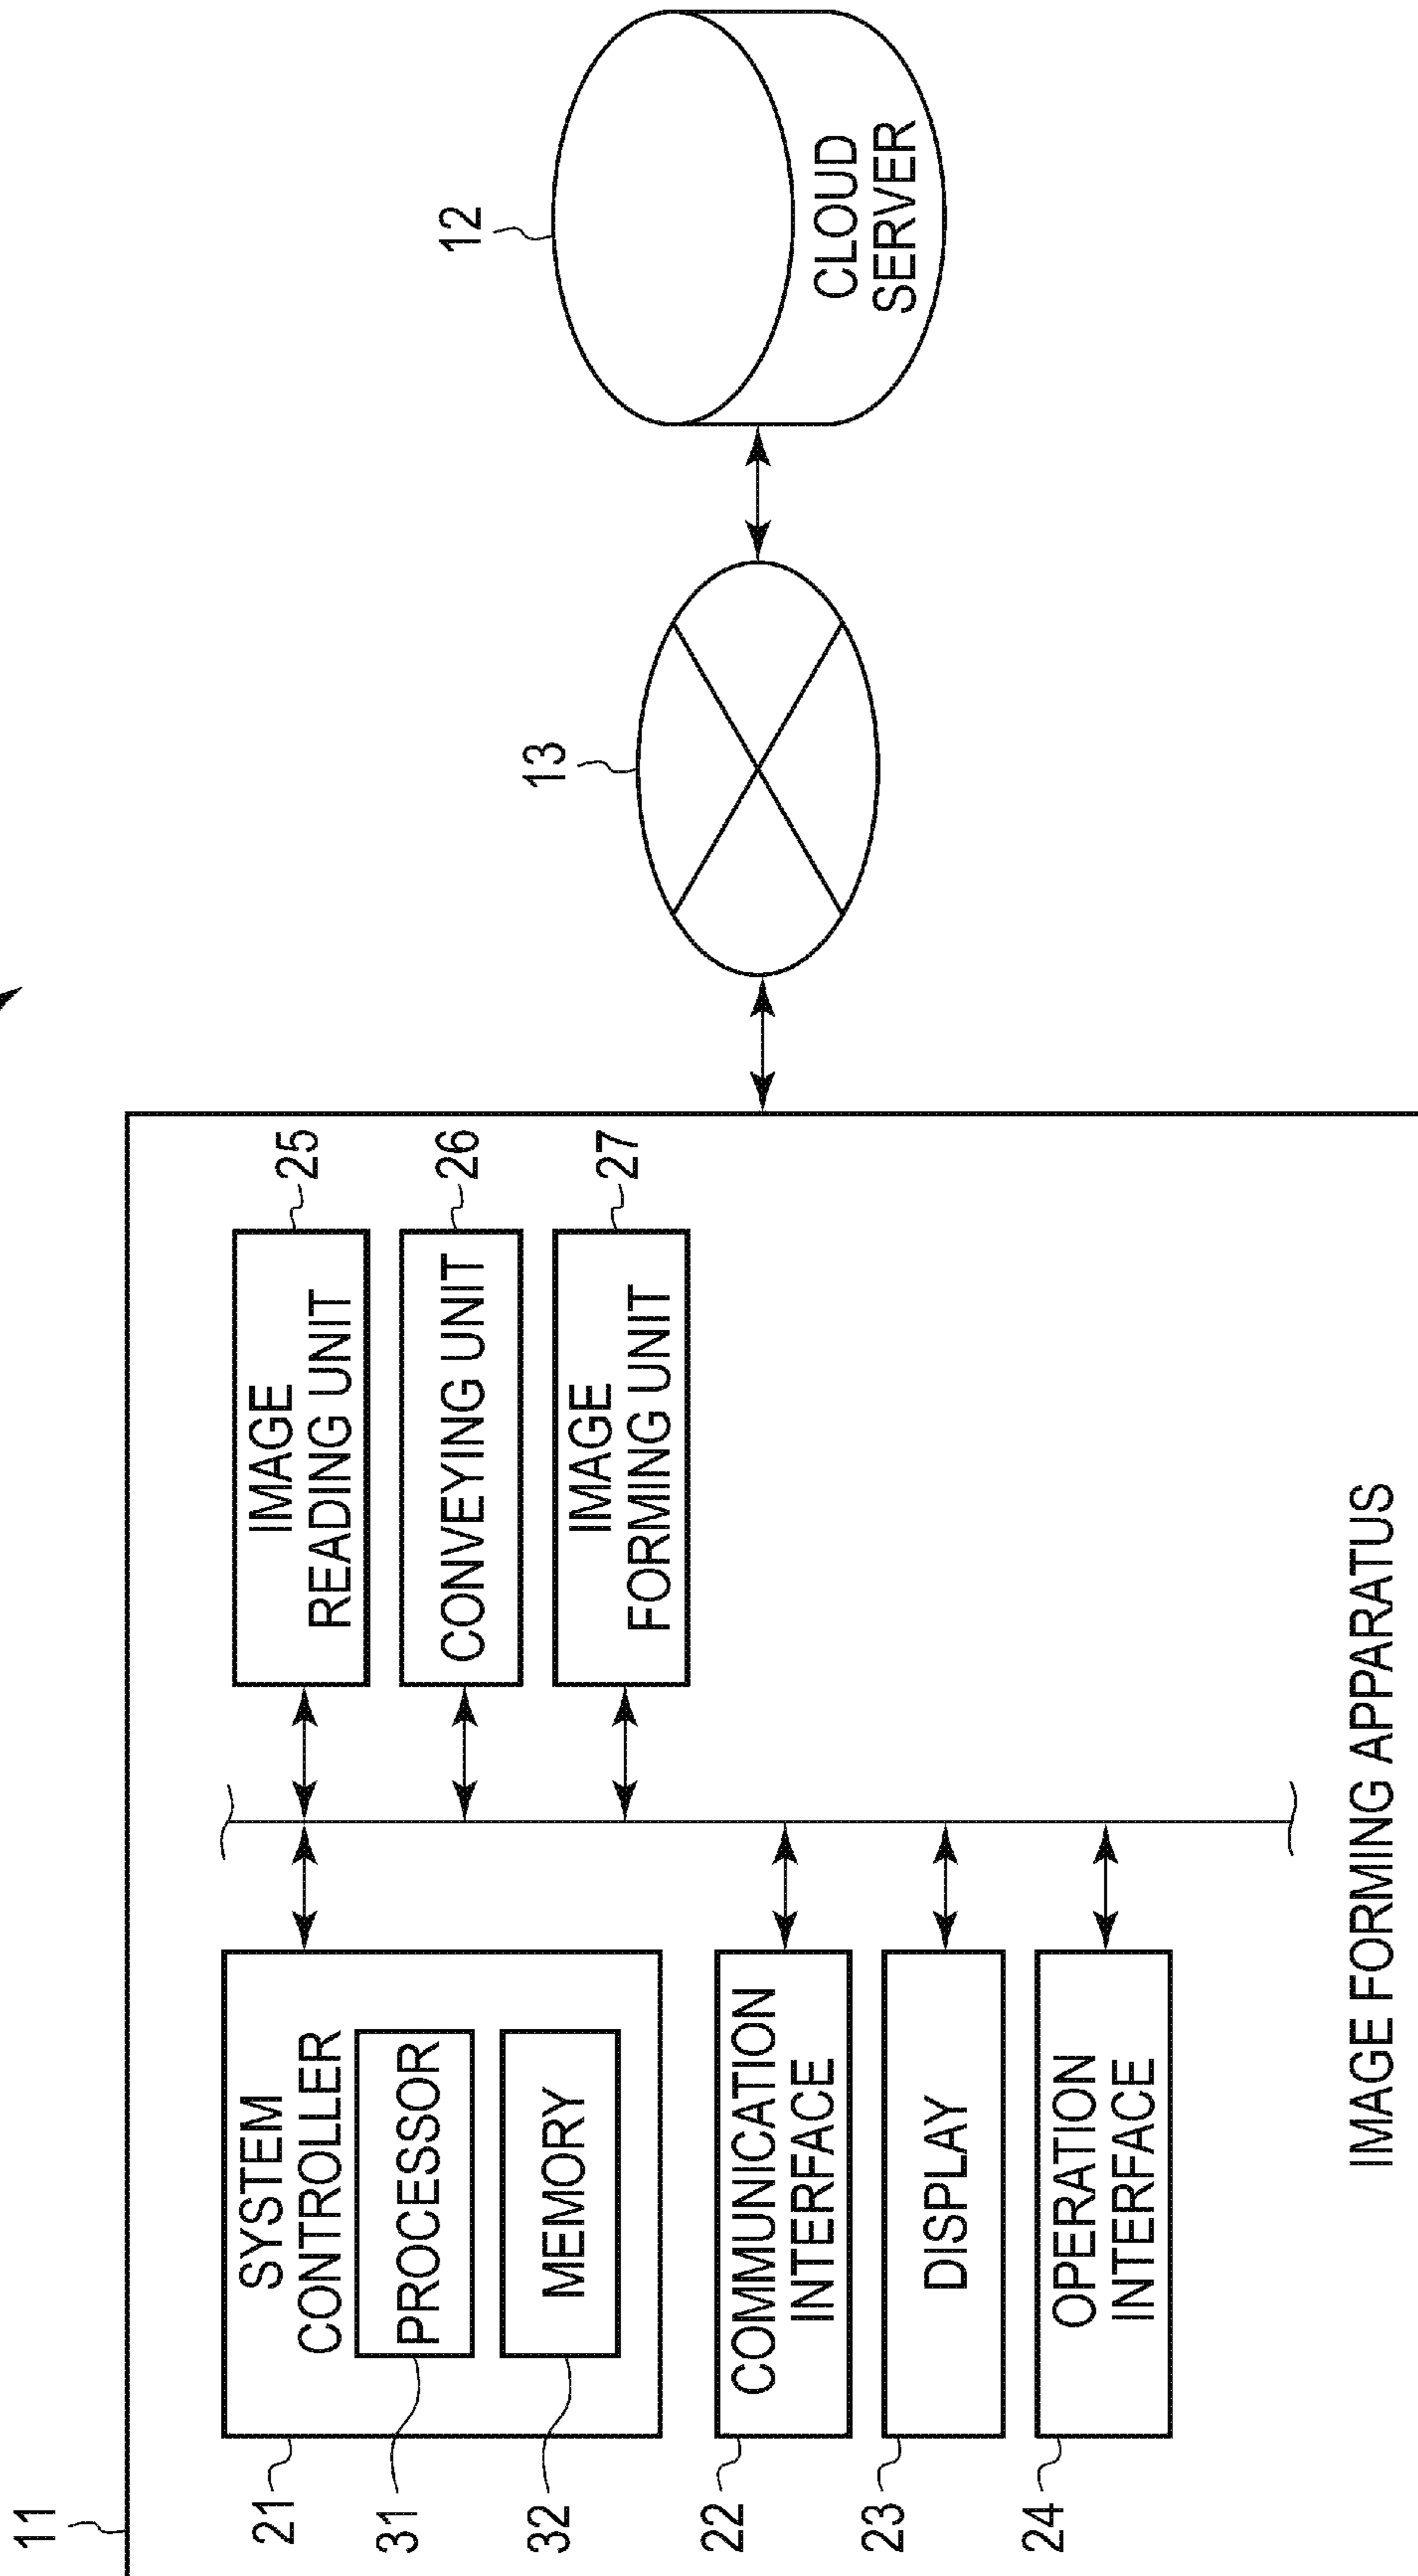 11
21
SYSTEM
CONTROLLER
31
PROCESSOR
32
MEMORY
22
COMMUNICATION
INTERFACE
23
DISPLAY
24
OPERATION
INTERFACE
IMAGE
READING UNIT
25
CONVEYING UNIT
26
IMAGE
FORMING UNIT
27
IMAGE FORMING APPARATUS
13
12
CLOUD
SERVER